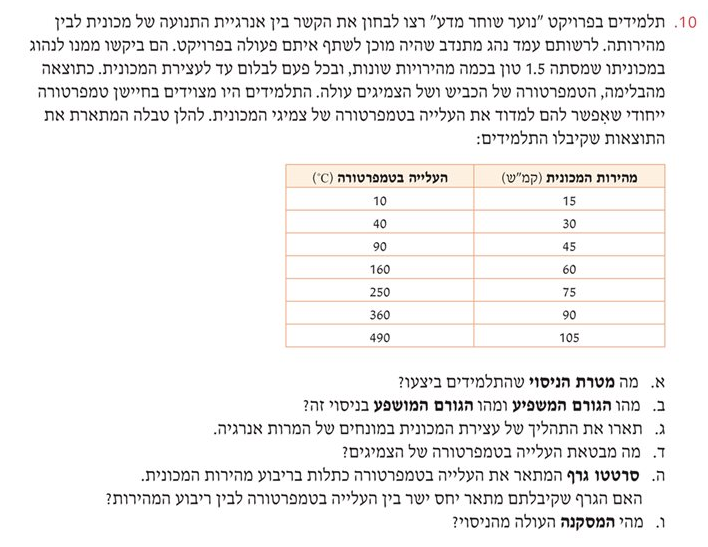 10. תלמידים בפרויקט "נוער שוחר מדע" רצו לבחון את הקשר בין אנרגיית התנועה של מכונית לבין
מהירותה. לרשותם עמד נהג מתנדב שהיה מוכן לשתף איתם פעולה בפרויקט. הם ביקשו ממנו לנהוג
במכוניתו שמסתה 1.5 טון בכמה מהירויות שונות, ובכל פעם לבלום עד לעצירת המכונית. כתוצאה
מהבלימה, הטמפרטורה של הכביש ושל הצמיגים עולה. התלמידים היו מצוידים בחיישן טמפרטורה
ייחודי שאִפשר להם למדוד את העלייה בטמפרטורה של צמיגי המכונית. להלן טבלה המתארת את
התוצאות שקיבלו התלמידים:
מהירות המכונית (קמ"ש) העלייה בטמפרטורה (°C)
15 10
30 40
45 90
60 160
75 250
90 360
105 490
א. מה מטרת הניסוי שהתלמידים ביצעו?
ב. מהו הגורם המשפיע ומהו הגורם המושפע בניסוי זה?
ג. תארו את התהליך של עצירת המכונית במונחים של המרות אנרגיה.
ד. מה מבטאת העלייה בטמפרטורה של הצמיגים?
ה. סרטטו גרף המתאר את העלייה בטמפרטורה כתלות בריבוע מהירות המכונית.
האם הגרף שקיבלתם מתאר יחס ישר בין העלייה בטמפרטורה לבין ריבוע המהירות?
ו. מהי המסקנה העולה מהניסוי?